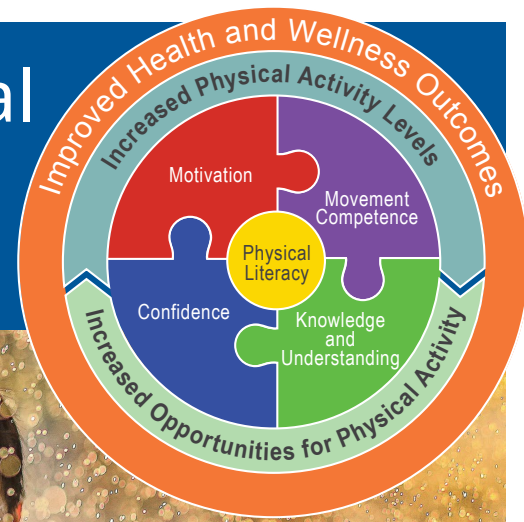 al
Improved Health and Wellness Outcomes
Increased Physical Activity Levels
Motivation
Movement
Competence
Physical
Literacy
Confidence
Knowledge
and
Understanding
Increased Opportunities for Physical Activity